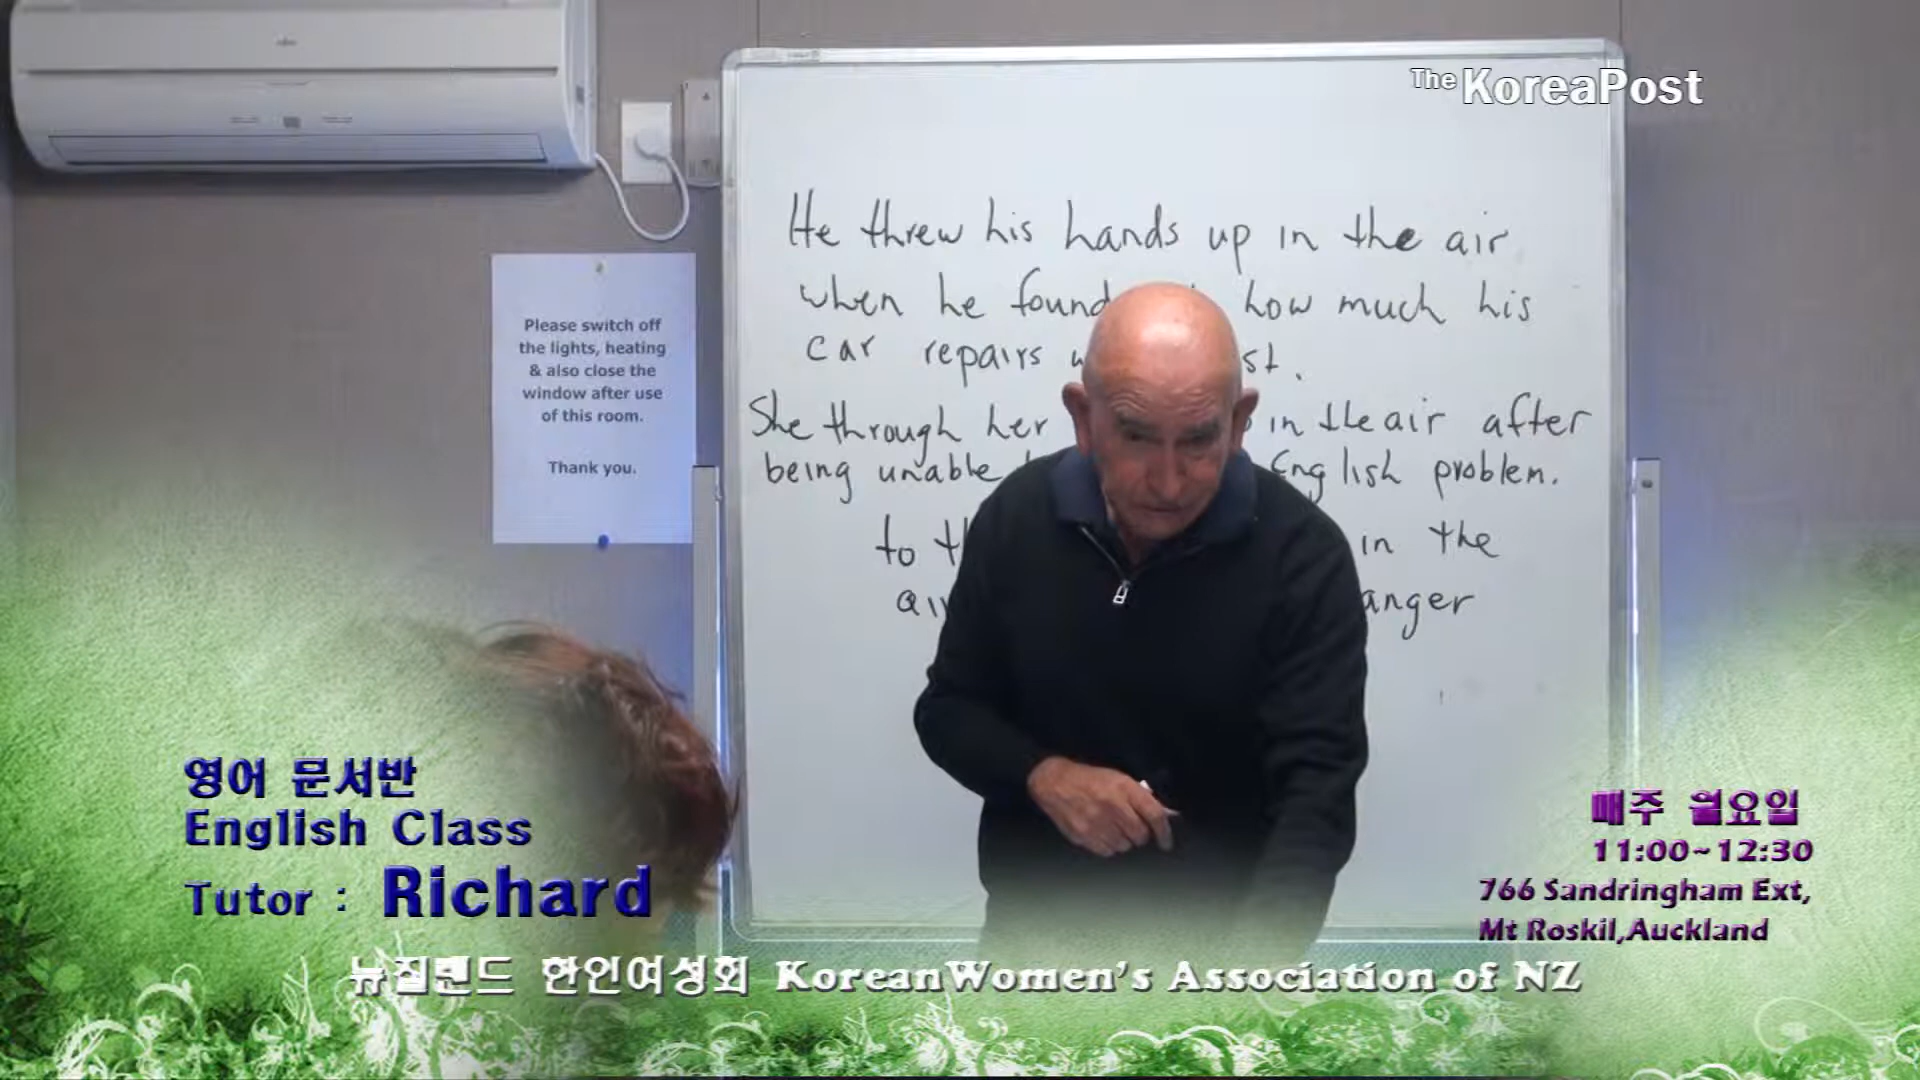 The KoreaPost
He threw his hands up in the air
when he found how much his
car repairs
She through her in the air after
being unable English problem.
to in the
anger
Please switch off
the lights, heating
& also close the
window after use
of this room.
Thank you.
영어 문서반
English Class
Tutor : Richard
매주 월요일
11:00~12:30
766 Sandringham Ext,
Mt Roskil,Auckland
뉴질랜드 한인여성회 KoreanWomen's Association of NZ